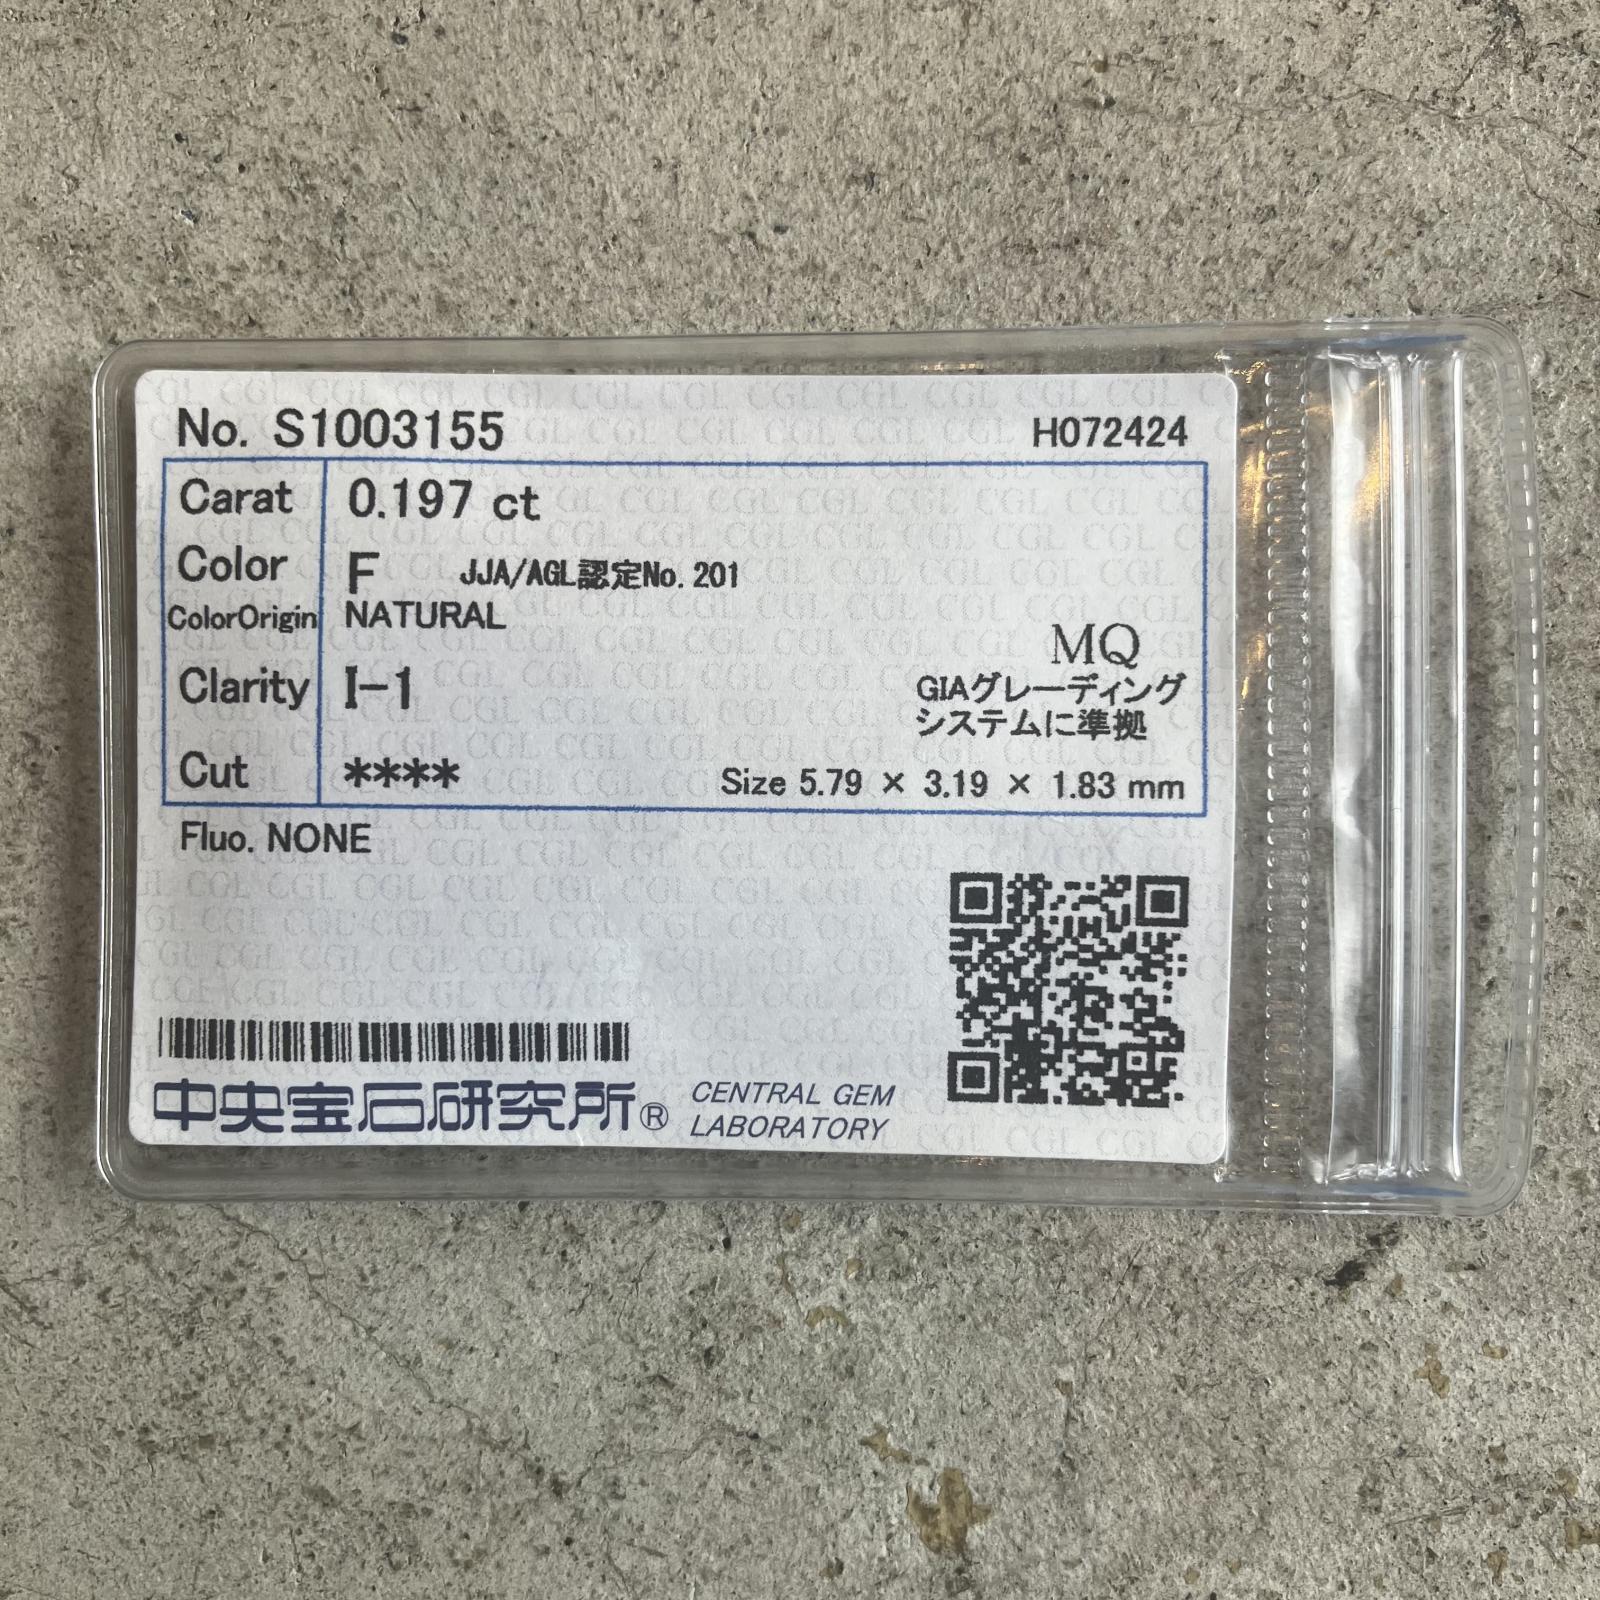 No. S1003155
H072424
Carat 0.197 ct
Color F JJA/AGL認定No.201
ColorOrigin NATURAL
MQ
Clarity I-1
GIAグレーディング
システムに準拠
Cut ****
Size 5.79 × 3.19 × 1.83 mm
Fluo. NONE
中央宝石研究所® CENTRAL GEM
LABORATORY